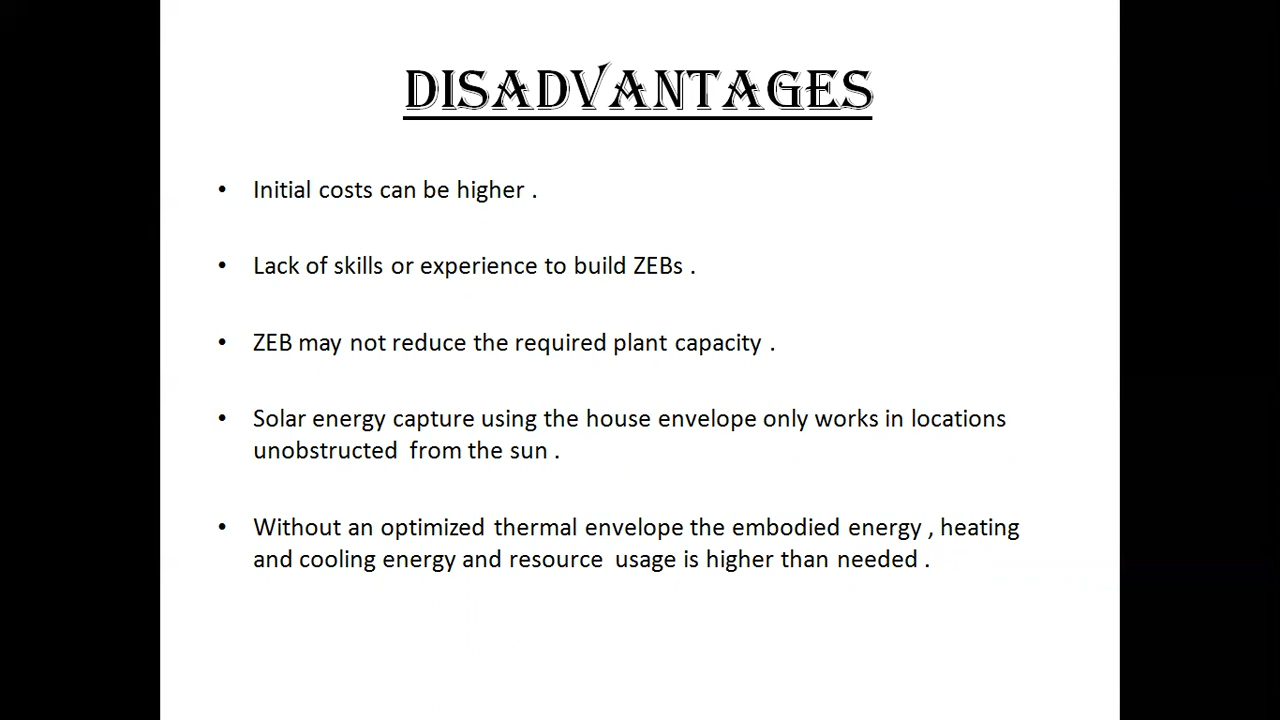 DISADVANTAGES
• Initial costs can be higher .
• Lack of skills or experience to build ZEBs .
• ZEB may not reduce the required plant capacity .
• Solar energy capture using the house envelope only works in locations
unobstructed from the sun .
• Without an optimized thermal envelope the embodied energy , heating
and cooling energy and resource usage is higher than needed .